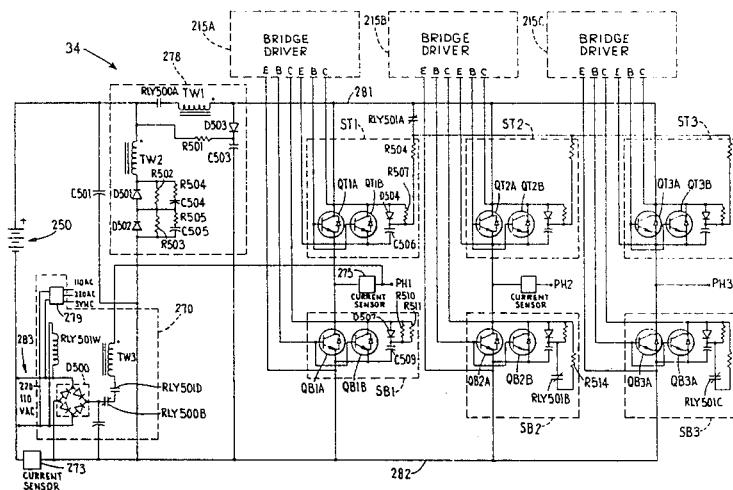 215A
BRIDGE
DRIVER
E B C E B C
215B
BRIDGE
DRIVER
E B C E B C
215C
BRIDGE
DRIVER
E B C E B C
34
278
RLY500A
TW1
281
D503
R501
C503
TW2
R502
R504
C504
R505
C505
R503
D501
D502
C501
ST1
RLY501A
R504
R507
QT1A
QT1B
D504
C506
ST2
QT2A
QT2B
ST3
QT3A
QT3B
250
275
PH1
CURRENT
SENSOR
PH2
CURRENT
SENSOR
PH3
110AC
220AC
SYNC
279
270
283
RLY501W
TW3
D500
RLY501D
RLY500B
110
VAC
D507
R510
R511
C509
QB1A
QB1B
SB1
QB2A
QB2B
RLY501B
R514
SB2
QB3A
QB3B
RLY501C
SB3
273
CURRENT
SENSOR
282